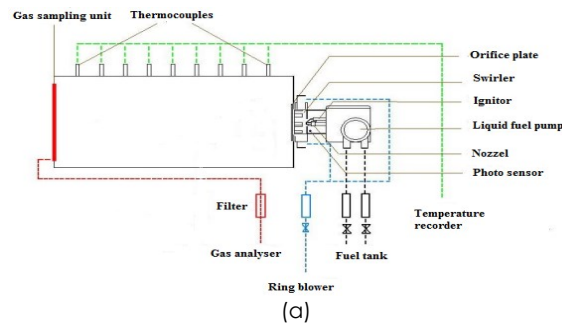 Gas sampling unit
Thermocouples
Orifice plate
Swirler
Ignitor
Liquid fuel pump
Nozzel
Photo sensor
Temperature
recorder
Filter
Gas analyser
Fuel tank
Ring blower
(a)